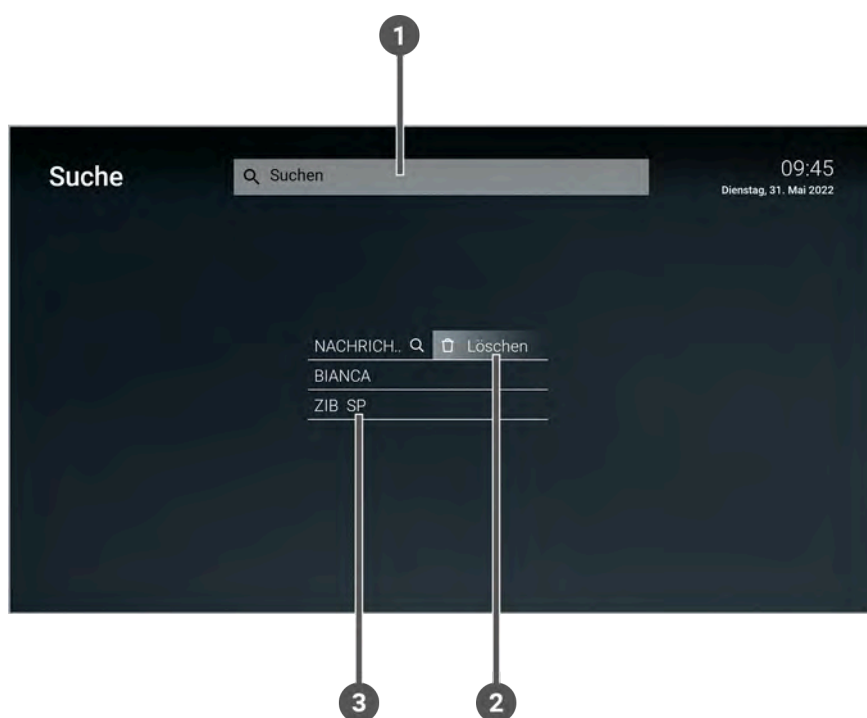 1
Suche
Suchen
09:45
Dienstag, 31. Mai 2022
NACHRICH.. Löschen
BIANCA
ZIB SP
3 2